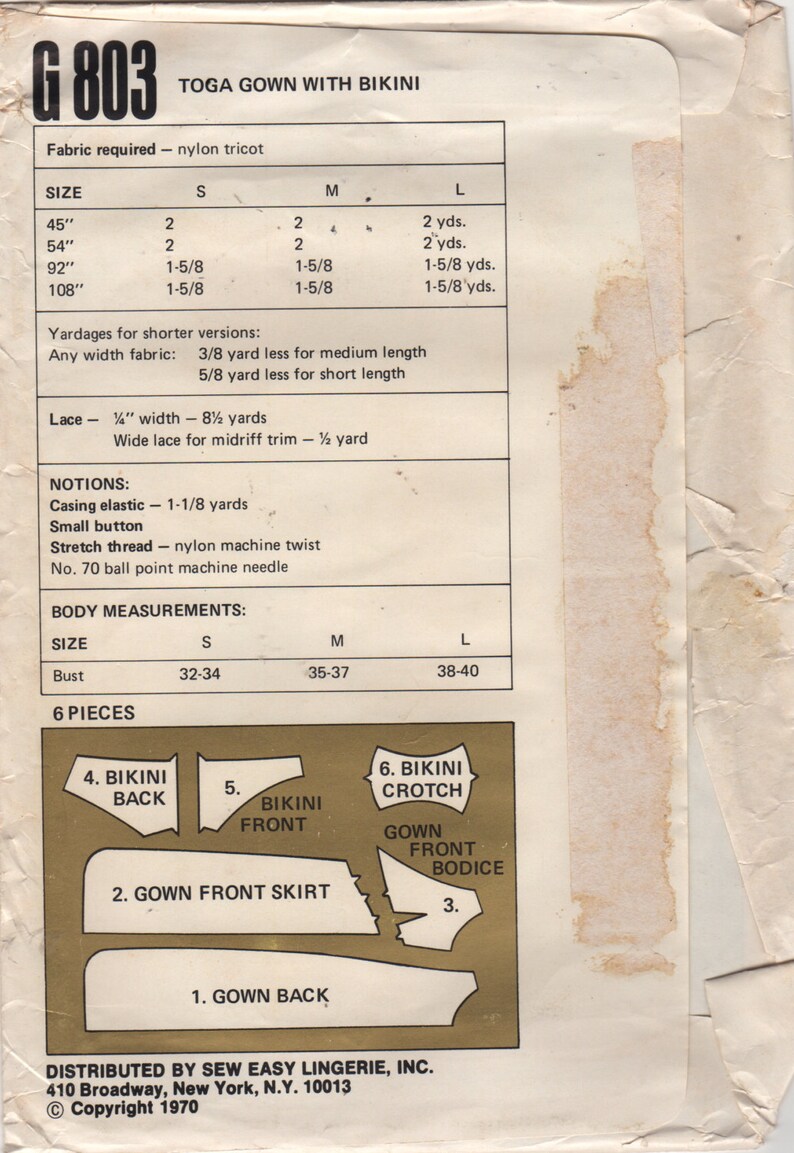 G 803 TOGA GOWN WITH BIKINI
Fabric required – nylon tricot
SIZE S M L
45" 2 2 2 yds.
54" 2 2 2 yds.
92" 1-5/8 1-5/8 1-5/8 yds.
108" 1-5/8 1-5/8 1-5/8 yds.
Yardages for shorter versions:
Any width fabric: 3/8 yard less for medium length
5/8 yard less for short length
Lace – ¼" width – 8½ yards
Wide lace for midriff trim – ½ yard
NOTIONS:
Casing elastic – 1-1/8 yards
Small button
Stretch thread – nylon machine twist
No. 70 ball point machine needle
BODY MEASUREMENTS:
SIZE S M L
Bust 32-34 35-37 38-40
6 PIECES
4. BIKINI
BACK
5.
BIKINI
FRONT
6. BIKINI
CROTCH
GOWN
FRONT
BODICE
3.
2. GOWN FRONT SKIRT
1. GOWN BACK
DISTRIBUTED BY SEW EASY LINGERIE, INC.
410 Broadway, New York, N.Y. 10013
© Copyright 1970